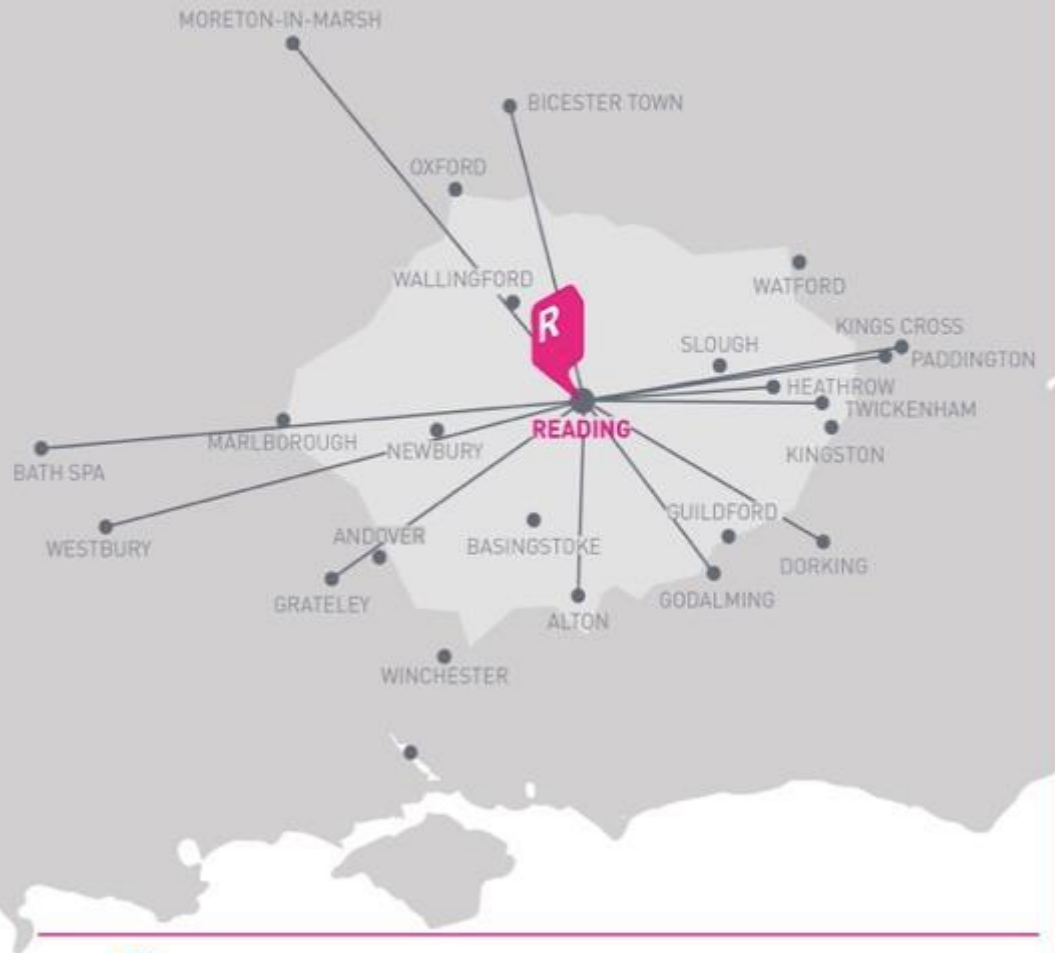 MORETON-IN-MARSH
BICESTER TOWN
OXFORD
WALLINGFORD
WATFORD
R
KINGS CROSS
SLOUGH
PADDINGTON
HEATHROW
TWICKENHAM
READING
MARLBOROUGH
NEWBURY
KINGSTON
BATH SPA
GUILDFORD
ANDOVER
BASINGSTOKE
WESTBURY
DORKING
GRATELEY
GODALMING
ALTON
WINCHESTER